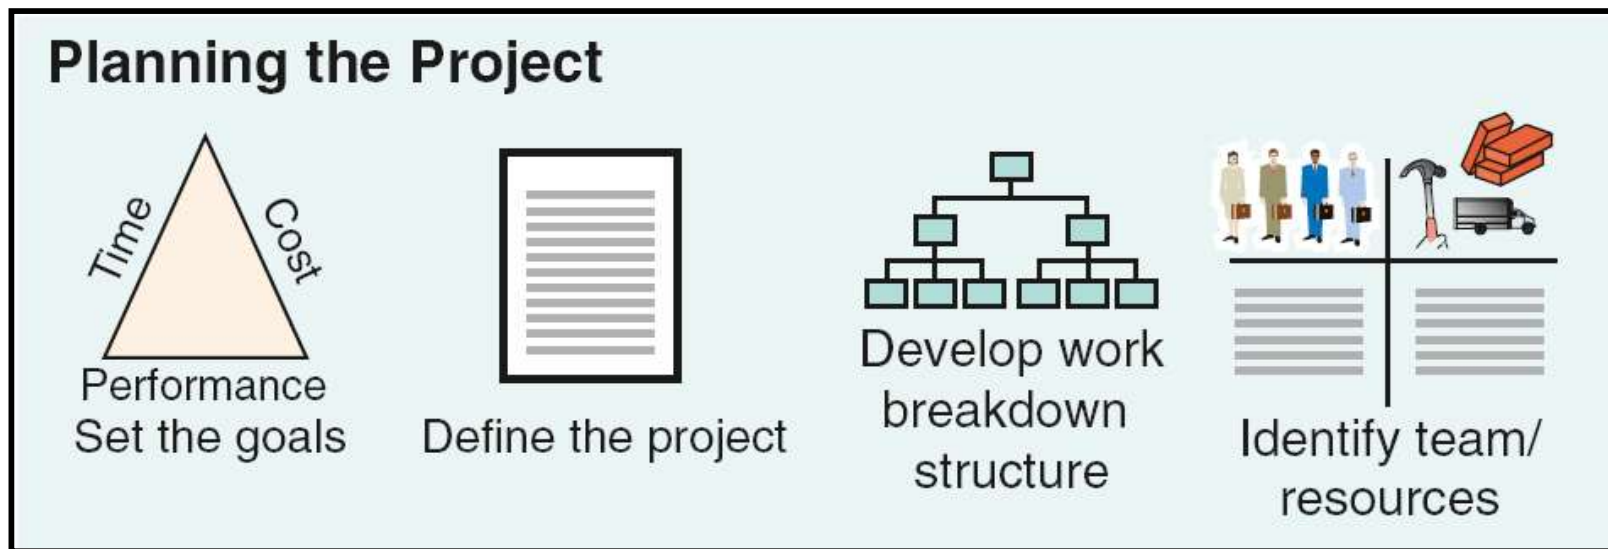 Planning the Project
Time
Cost
Performance
Set the goals
Define the project
Develop work
breakdown
structure
Identify team/
resources